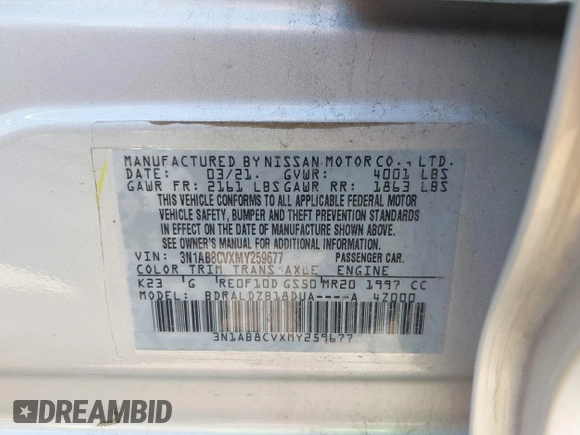 MANUFACTURED BY NISSAN MOTOR CO., LTD.
DATE: 03/21. GVWR: 4001 LBS
GAWR FR: 2161 LBS GAWR RR: 1863 LBS
THIS VEHICLE CONFORMS TO ALL APPLICABLE FEDERAL MOTOR
VEHICLE SAFETY, BUMPER AND THEFT PREVENTION STANDARDS
IN EFFECT ON THE DATE OF MANUFACTURE SHOWN ABOVE.
SEE OWNER'S MANUAL FOR ADDITIONAL INFORMATION
VIN: 3N1AB8CVXMY259677 PASSENGER CAR.
COLOR TRIM TRANS AXLE ENGINE
K23 G RE0F10D GS50 MR20 1997 CC
MODEL: BDRALDZB18DUA----A 4Z000
3N1AB8CVXMY259677
DREAMBID